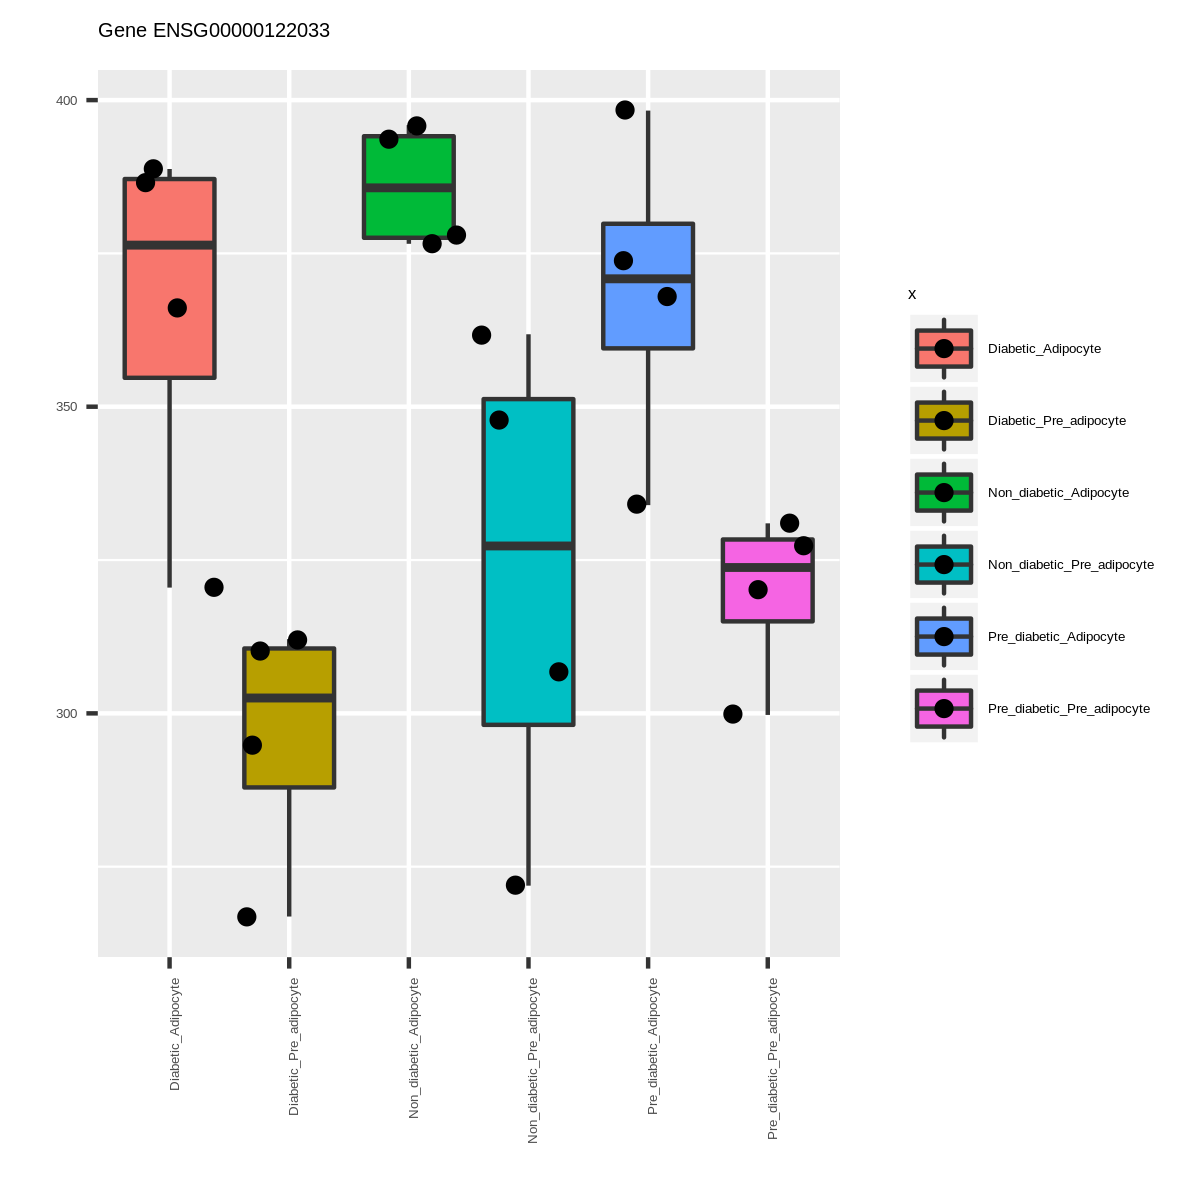 Gene ENSG00000122033
400
350
300
Diabetic_Adipocyte
Diabetic_Pre_adipocyte
Non_diabetic_Adipocyte
Non_diabetic_Pre_adipocyte
Pre_diabetic_Adipocyte
Pre_diabetic_Pre_adipocyte
x
Diabetic_Adipocyte
Diabetic_Pre_adipocyte
Non_diabetic_Adipocyte
Non_diabetic_Pre_adipocyte
Pre_diabetic_Adipocyte
Pre_diabetic_Pre_adipocyte